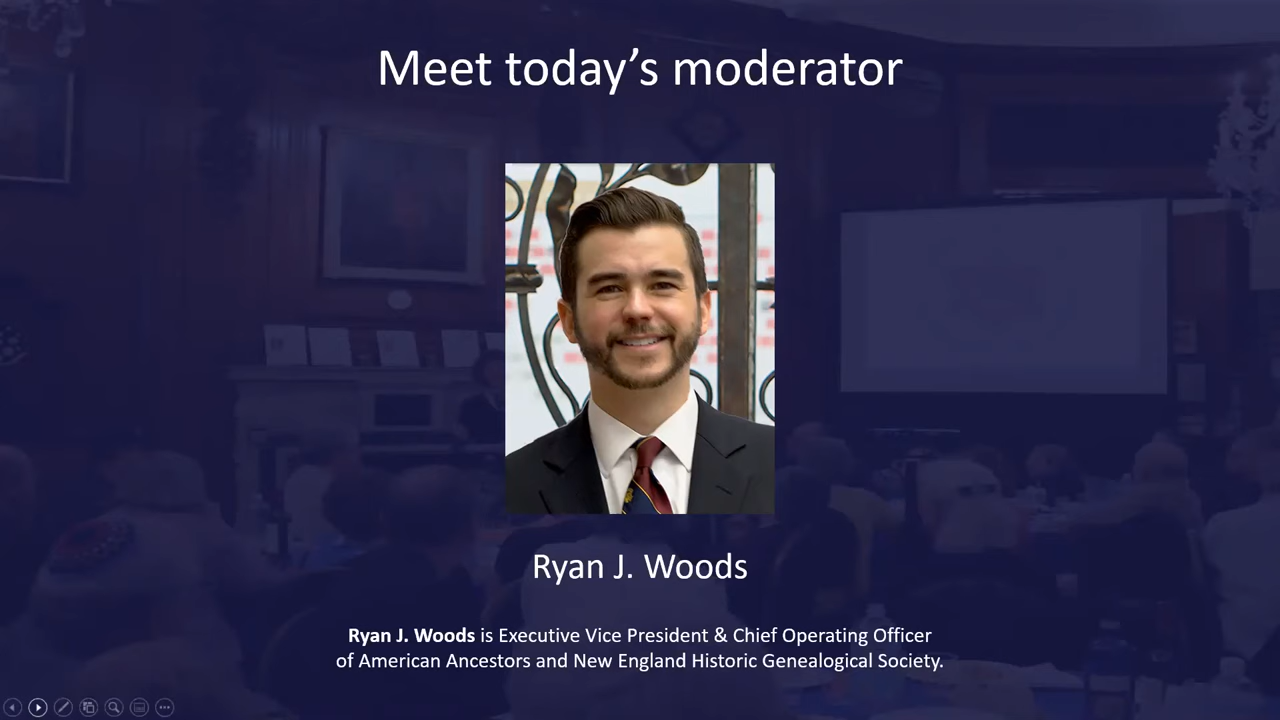 Meet today’s moderator
Ryan J. Woods
Ryan J. Woods is Executive Vice President & Chief Operating Officer
of American Ancestors and New England Historic Genealogical Society.